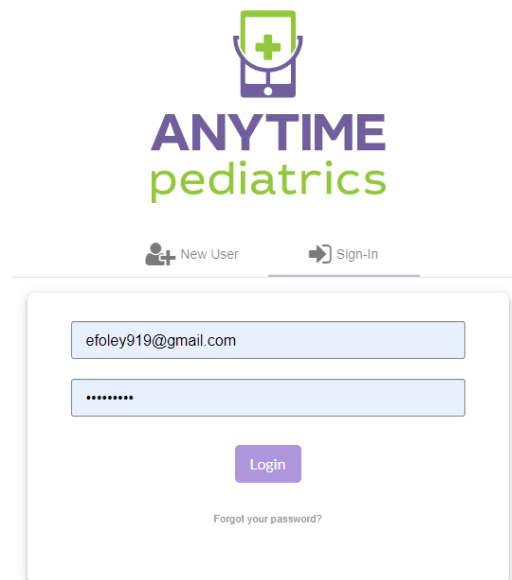 ANYTIME
pediatrics
New User
Sign-In
efoley919@gmail.com
•••••••••
Login
Forgot your password?